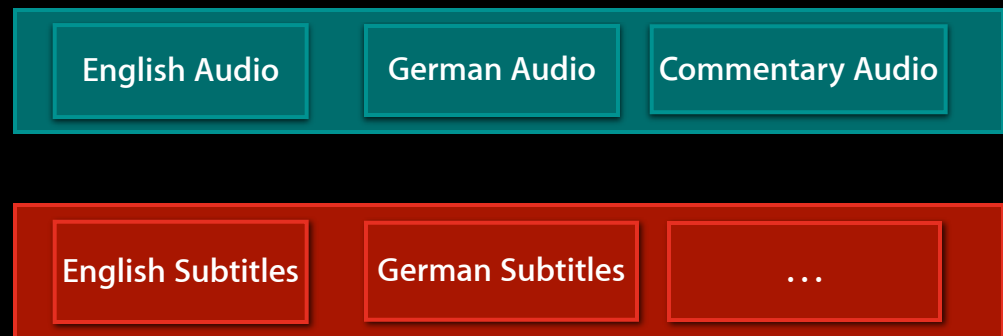 English Audio
German Audio
Commentary Audio
English Subtitles
German Subtitles
...